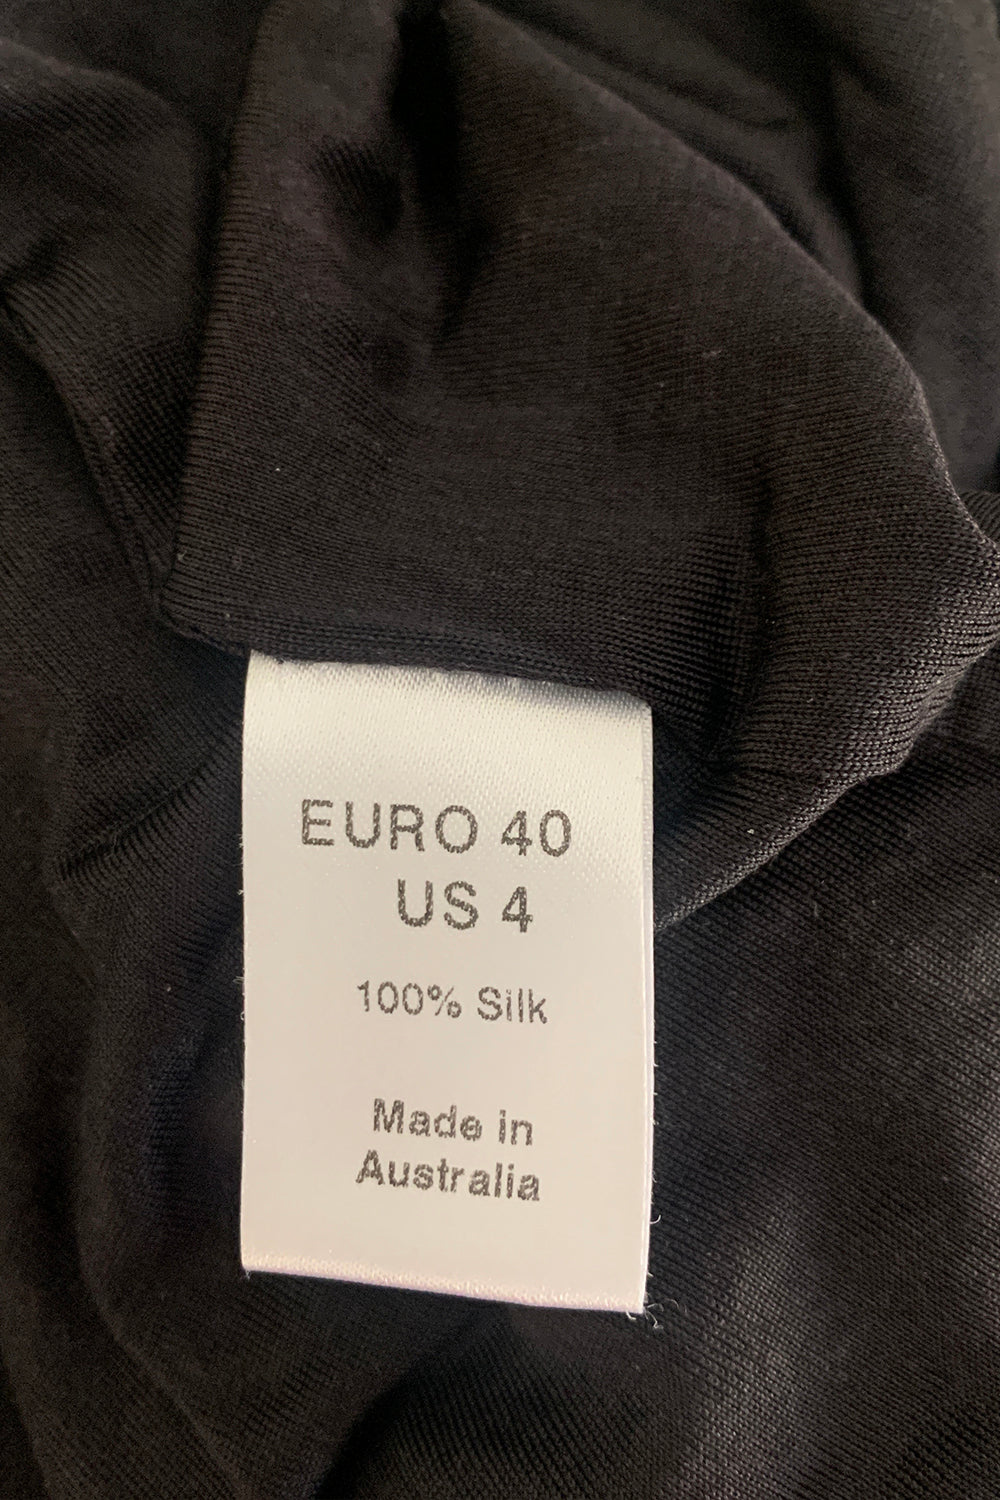 EURO 40
US 4
100% Silk
Made in
Australia